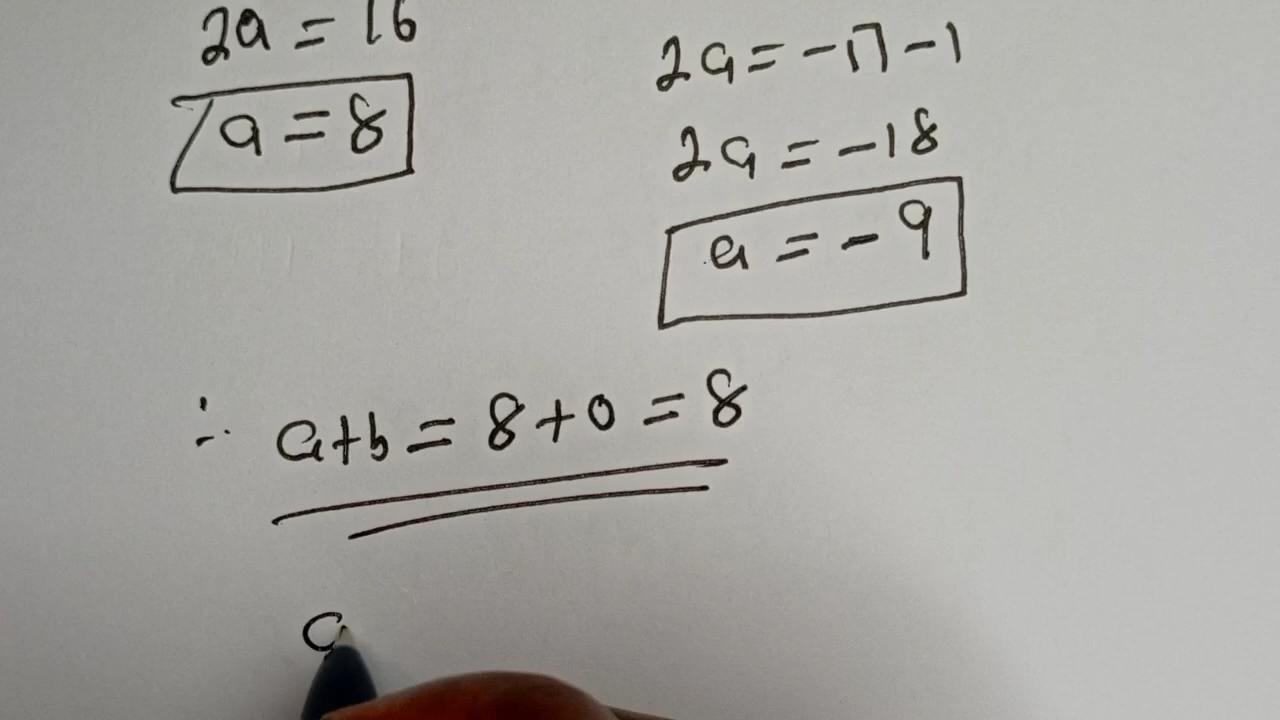 2a = 16
a = 8
2a = -17-1
2a = -18
a = -9
∴ a+b = 8+0 = 8
a